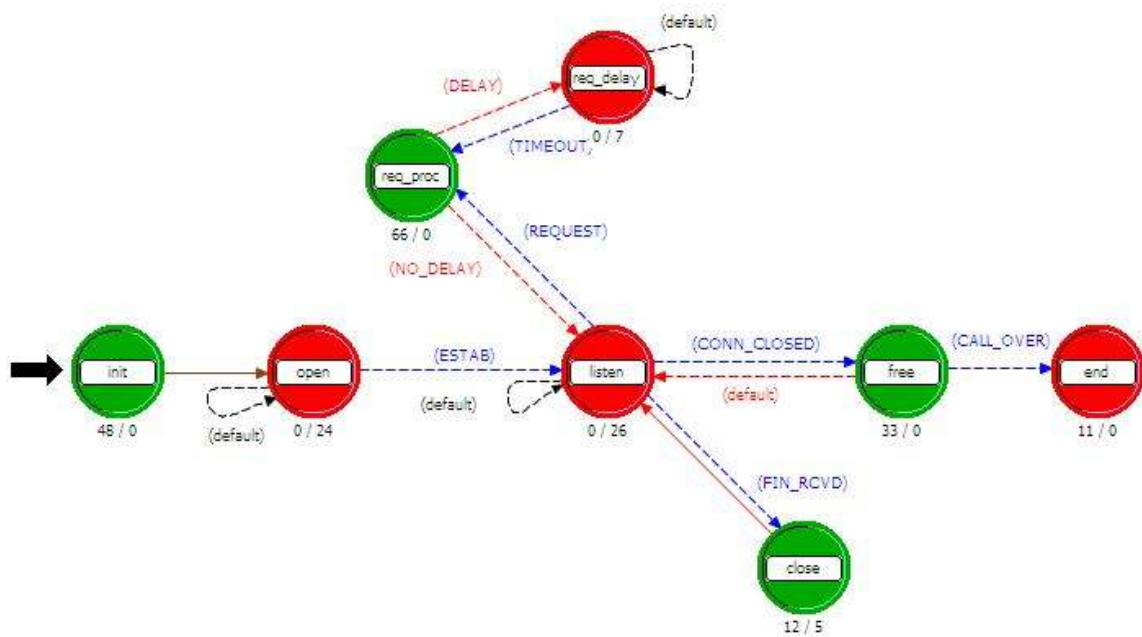 (default)
req_delay
(DELAY)
0 / 7
(TIMEOUT)
req_proc
66 / 0
(REQUEST)
(NO_DELAY)
init
48 / 0
open
(default)
0 / 24
(ESTAB)
listen
(default)
0 / 26
(CONN_CLOSED)
(default)
free
33 / 0
(CALL_OVER)
end
11 / 0
(FIN_RCVD)
close
12 / 5